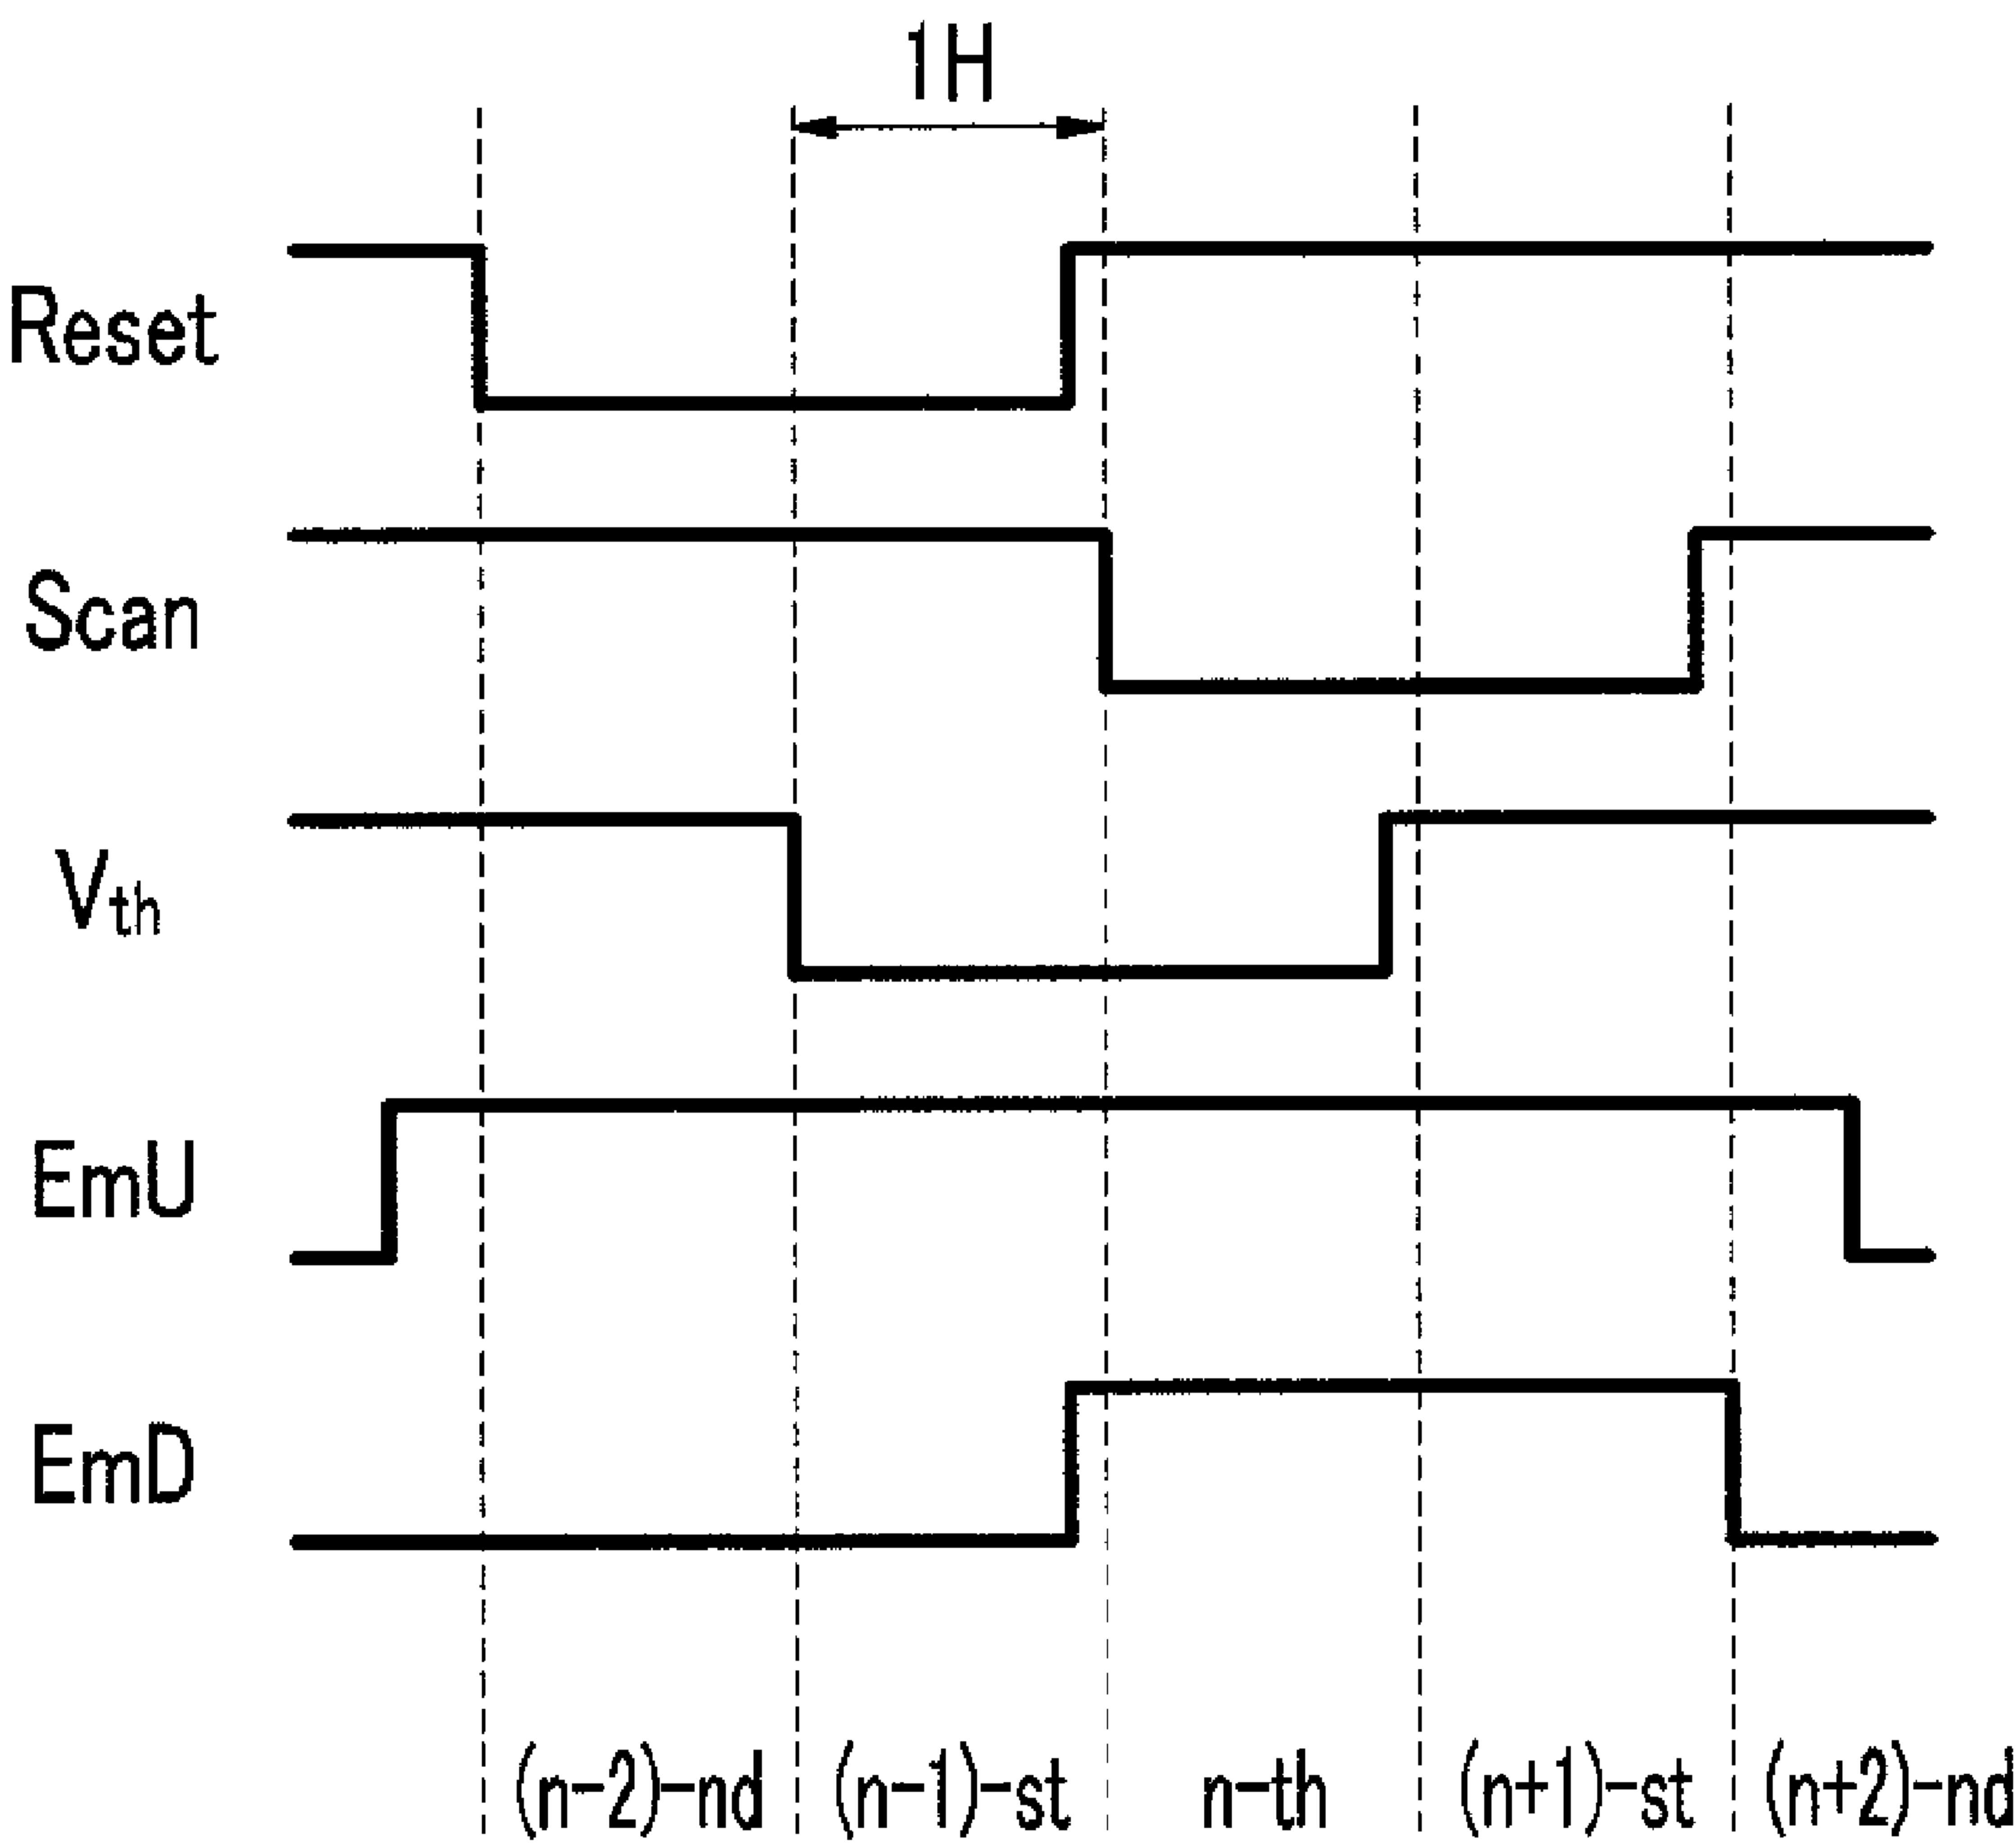 1H
Reset
Scan
Vth
EmU
EmD
(n-2)-nd (n-1)-st n-th (n+1)-st (n+2)-nd